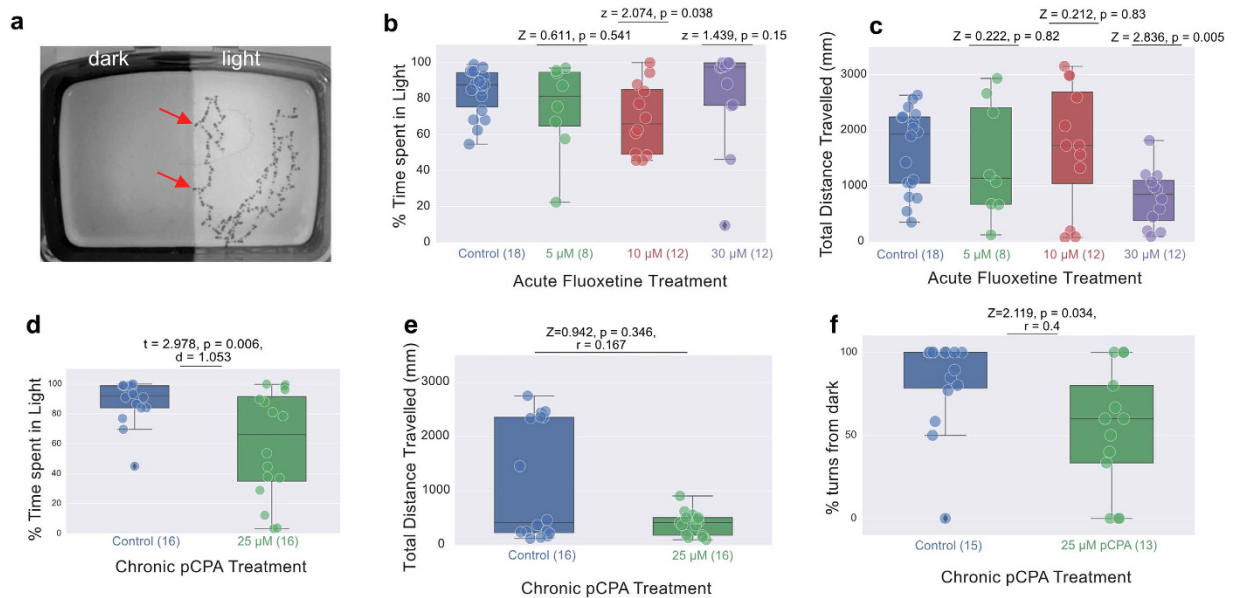 a
dark light
b
z = 2.074, p = 0.038
Z = 0.611, p = 0.541
z = 1.439, p = 0.15
% Time spent in Light
100
80
60
40
20
0
Control (18)
5 µM (8)
10 µM (12)
30 µM (12)
Acute Fluoxetine Treatment
c
Z = 0.212, p = 0.83
Z = 0.222, p = 0.82
Z = 2.836, p = 0.005
Total Distance Travelled (mm)
3000
2000
1000
0
Control (18)
5 µM (8)
10 µM (12)
30 µM (12)
Acute Fluoxetine Treatment
d
t = 2.978, p = 0.006,
d = 1.053
% Time spent in Light
100
80
60
40
20
0
Control (16)
25 µM (16)
Chronic pCPA Treatment
e
Z=0.942, p = 0.346,
r = 0.167
Total Distance Travelled (mm)
3000
2000
1000
0
Control (16)
25 µM (16)
Chronic pCPA Treatment
f
Z=2.119, p = 0.034,
r = 0.4
% turns from dark
100
50
0
Control (15)
25 µM pCPA (13)
Chronic pCPA Treatment